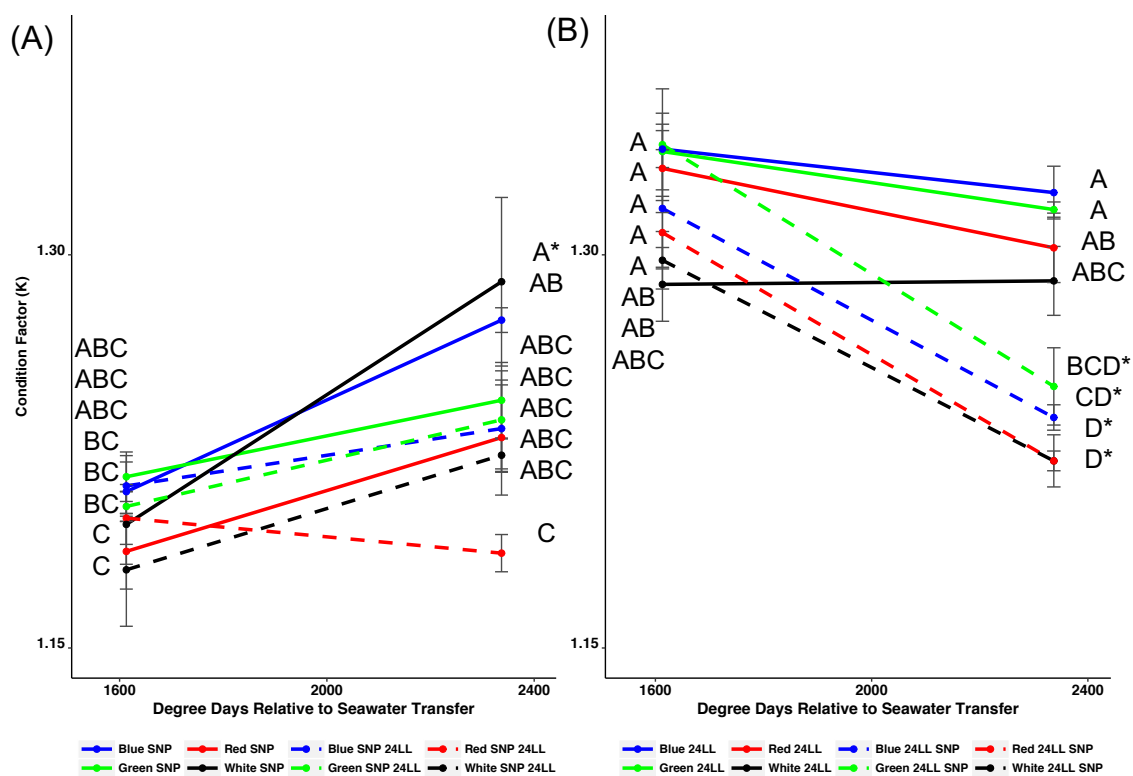 (A)
Condition Factor (K)
1.30
1.15
ABC
ABC
ABC
BC
BC
BC
C
C
A*
AB
ABC
ABC
ABC
ABC
ABC
C
1600 2000 2400
Degree Days Relative to Seawater Transfer
Blue SNP Red SNP Blue SNP 24LL Red SNP 24LL
Green SNP White SNP Green SNP 24LL White SNP 24LL
(B)
1.30
1.15
A
A
A
A
A
AB
AB
ABC
A
A
AB
ABC
BCD*
CD*
D*
D*
1600 2000 2400
Degree Days Relative to Seawater Transfer
Blue 24LL Red 24LL Blue 24LL SNP Red 24LL SNP
Green 24LL White 24LL Green 24LL SNP White 24LL SNP